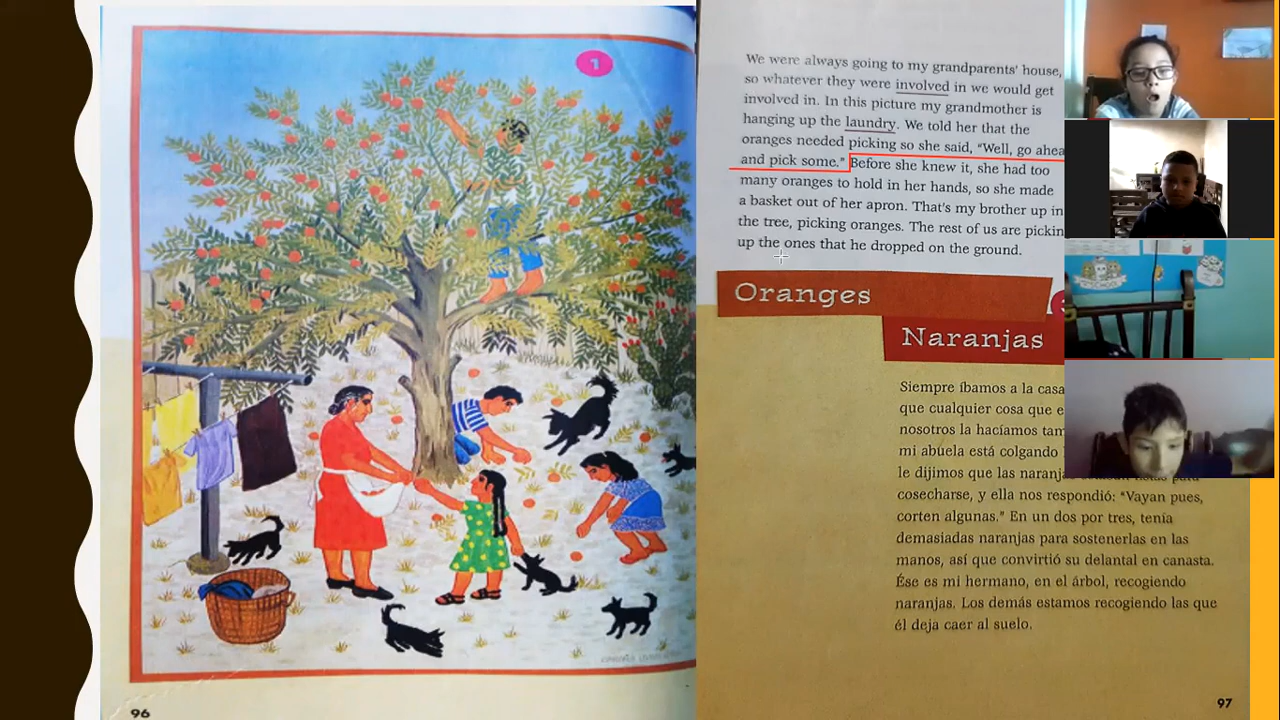 1
We were always going to my grandparents' house,
so whatever they were involved in we would get
involved in. In this picture my grandmother is
hanging up the laundry. We told her that the
oranges needed picking so she said, "Well, go ahea
and pick some." Before she knew it, she had too
many oranges to hold in her hands, so she made
a basket out of her apron. That's my brother up in
the tree, picking oranges. The rest of us are pickin
up the ones that he dropped on the ground.
Oranges
Naranjas
Siempre íbamos a la casa
que cualquier cosa que e
nosotros la hacíamos tam
mi abuela está colgando
le dijimos que las naranj
cosecharse, y ella nos respondió: "Vayan pues,
corten algunas." En un dos por tres, tenía
demasiadas naranjas para sostenerlas en las
manos, así que convirtió su delantal en canasta.
Ése es mi hermano, en el árbol, recogiendo
naranjas. Los demás estamos recogiendo las que
él deja caer al suelo.
96
97